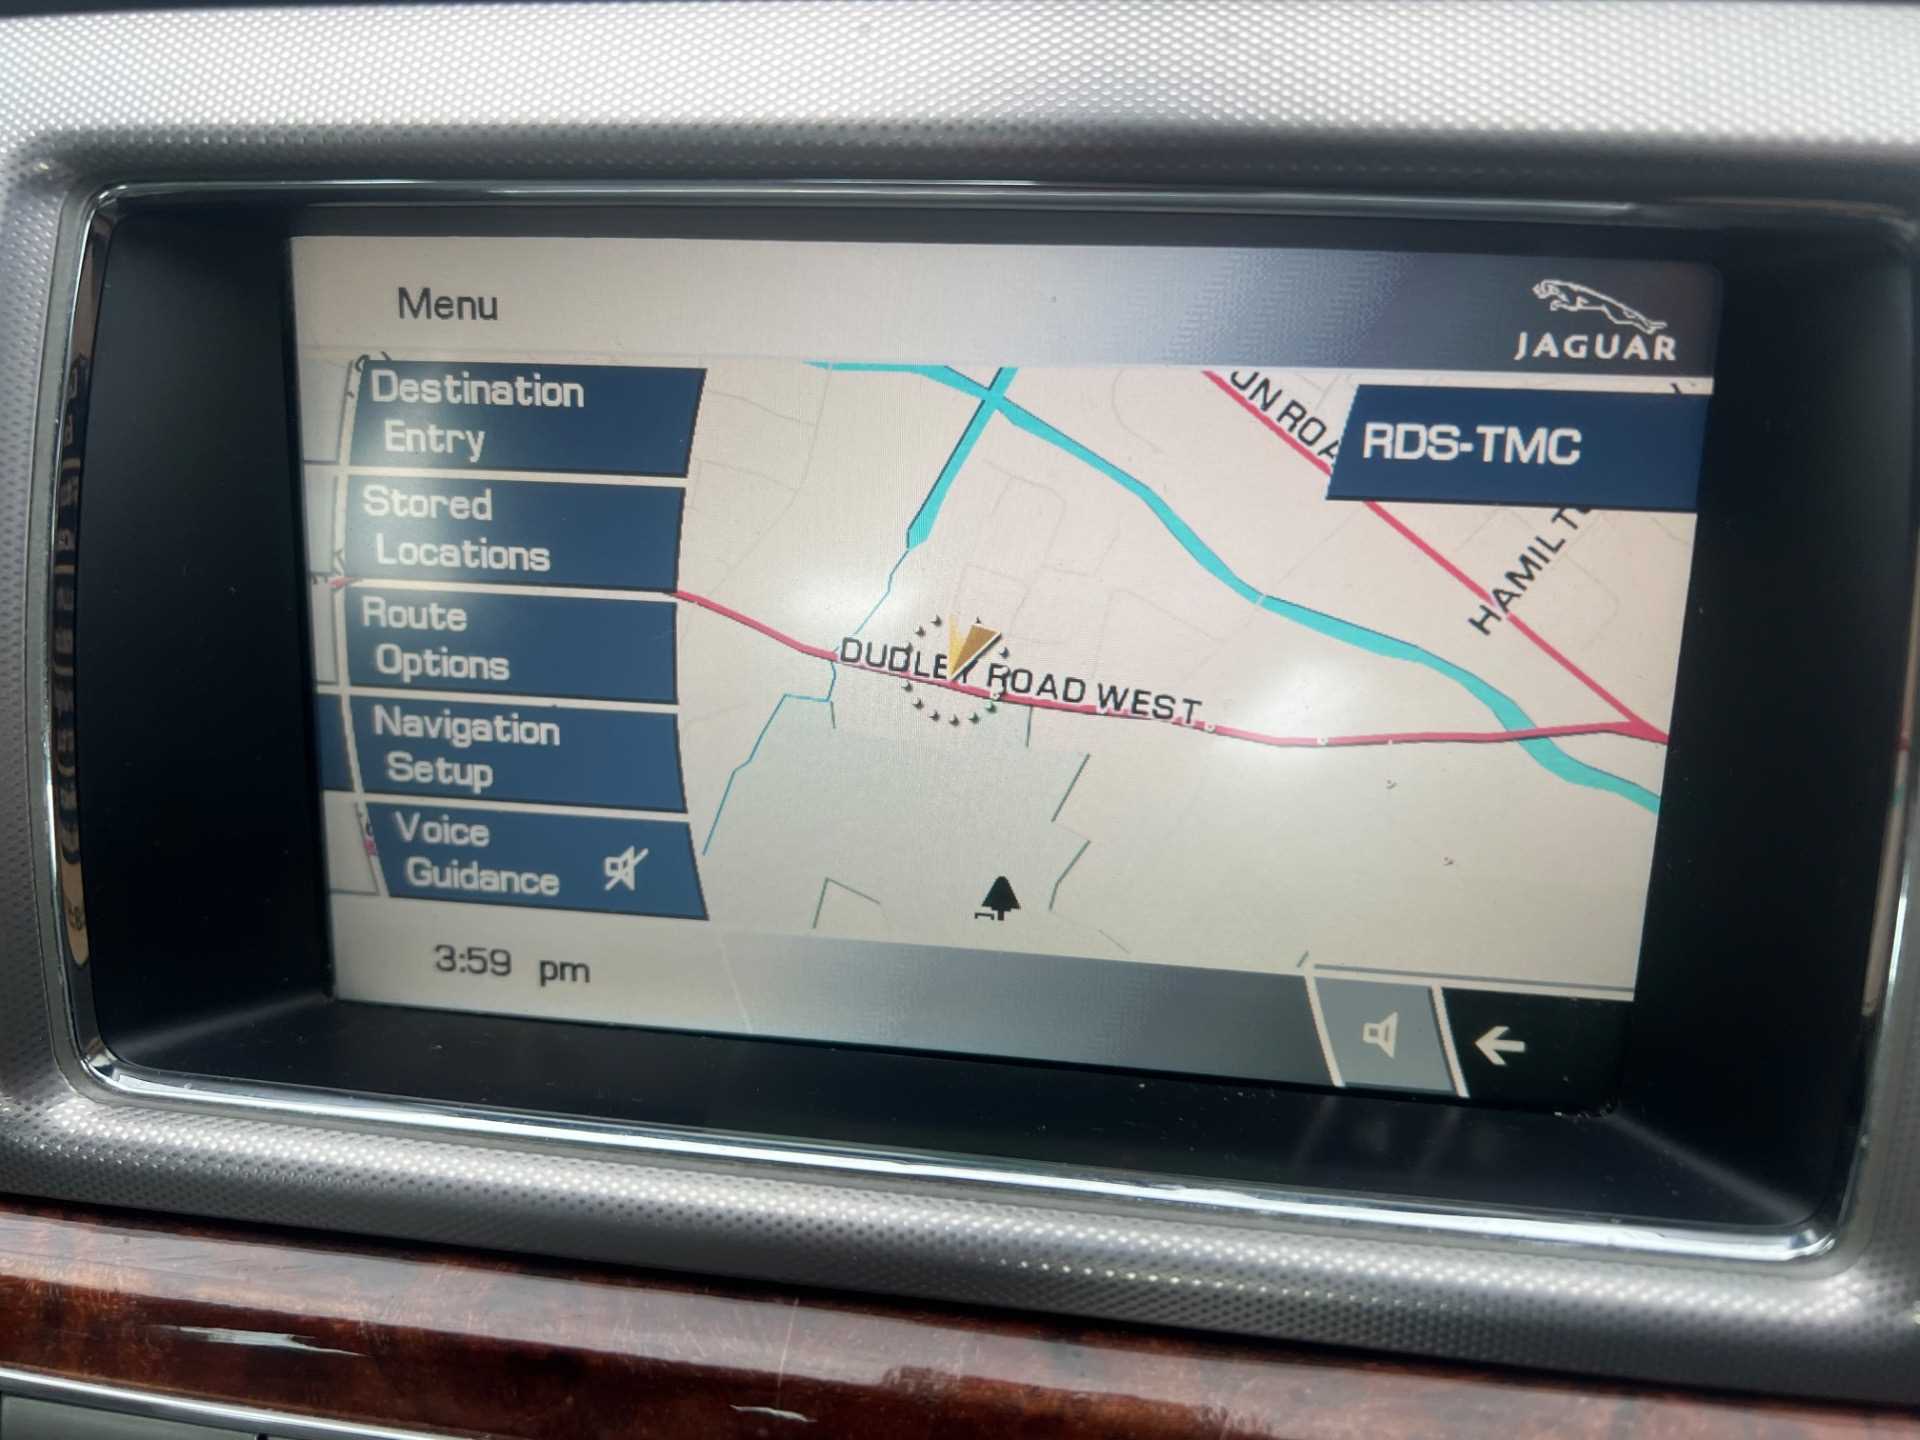 Menu
JAGUAR
Destination
Entry
RDS-TMC
Stored
Locations
Route
Options
DUDLEY ROAD WEST
Navigation
Setup
Voice
Guidance
3:59 pm